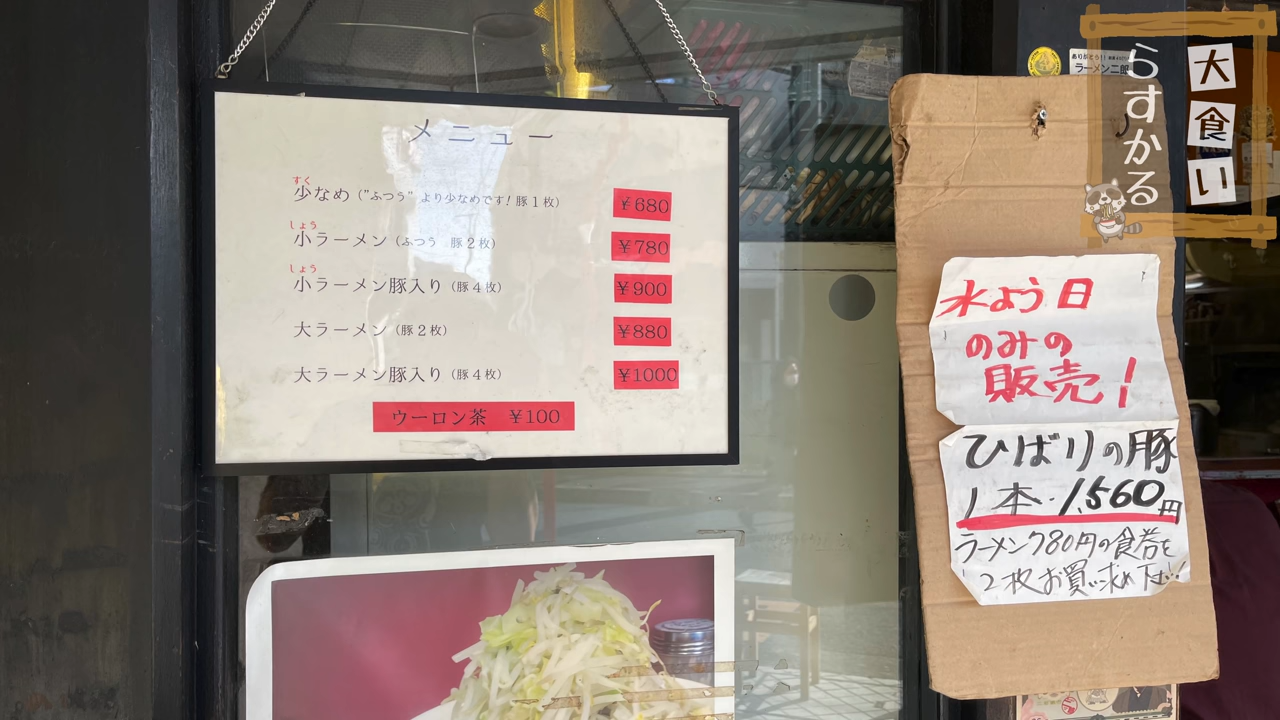 メニュー
すく
少なめ("ふつう" より少なめです!豚1枚) ¥680
しょう
小ラーメン(ふつう 豚2枚) ¥780
しょう
小ラーメン豚入り(豚4枚) ¥900
大ラーメン(豚2枚) ¥880
大ラーメン豚入り(豚4枚) ¥1000
ウーロン茶 ¥100
ラーメン二郎
大食い
らすかる
水よう日
のみの
販売!
ひばりの豚
1本・1,560円
ラーメン780円の食券を
2枚お買い求め下さい!